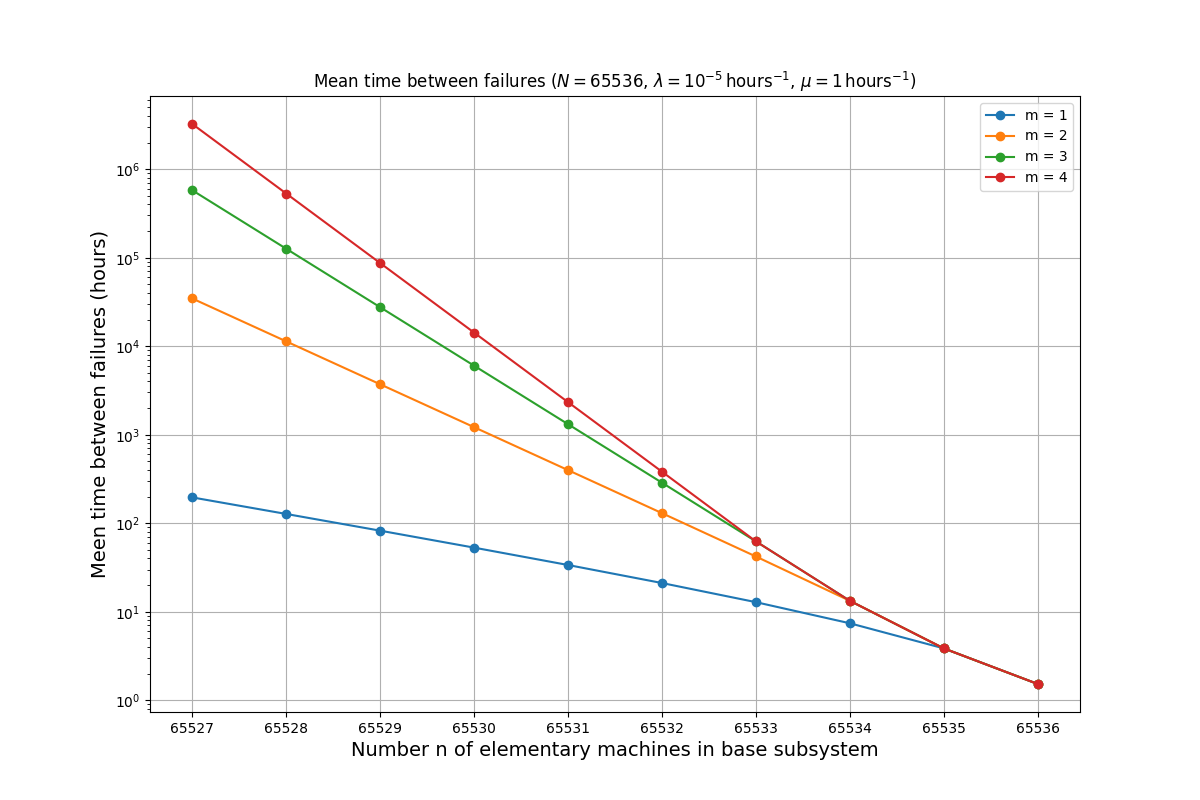 Mean time between failures (N = 65536, λ = 10⁻⁵ hours⁻¹, μ = 1 hours⁻¹)
m = 1
m = 2
m = 3
m = 4
Meen time between failures (hours)
10⁶
10⁵
10⁴
10³
10²
10¹
10⁰
65527 65528 65529 65530 65531 65532 65533 65534 65535 65536
Number n of elementary machines in base subsystem